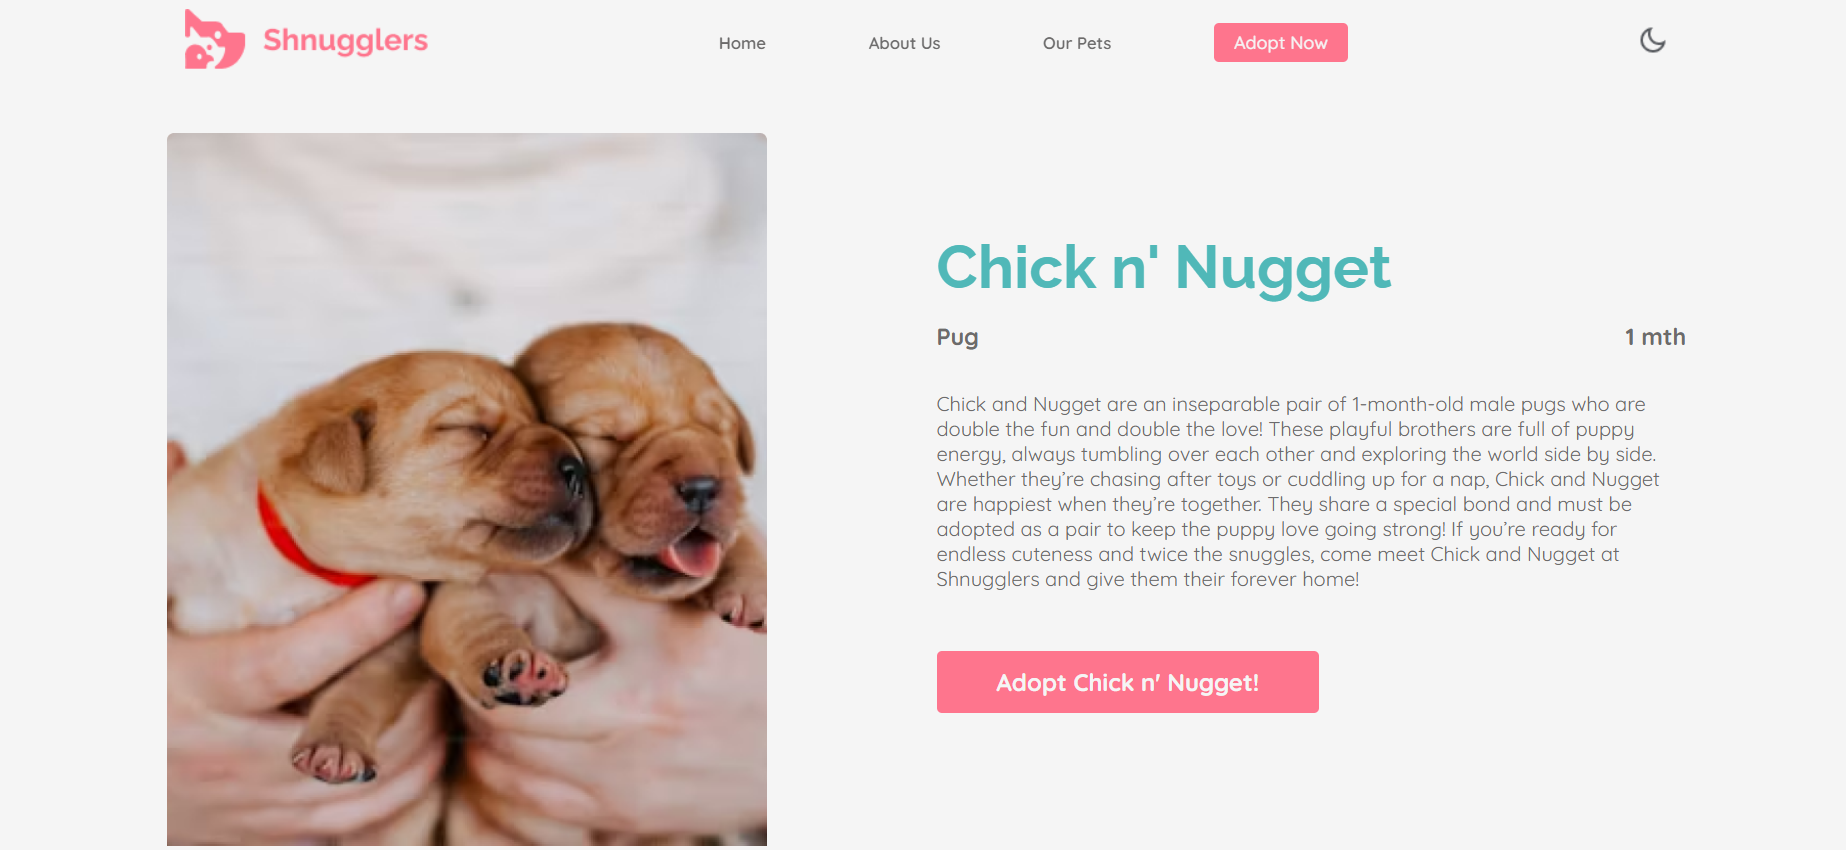 Shnugglers
Home
About Us
Our Pets
Adopt Now
Chick n' Nugget
Pug
1 mth
Chick and Nugget are an inseparable pair of 1-month-old male pugs who are
double the fun and double the love! These playful brothers are full of puppy
energy, always tumbling over each other and exploring the world side by side.
Whether they’re chasing after toys or cuddling up for a nap, Chick and Nugget
are happiest when they’re together. They share a special bond and must be
adopted as a pair to keep the puppy love going strong! If you’re ready for
endless cuteness and twice the snuggles, come meet Chick and Nugget at
Shnugglers and give them their forever home!
Adopt Chick n' Nugget!